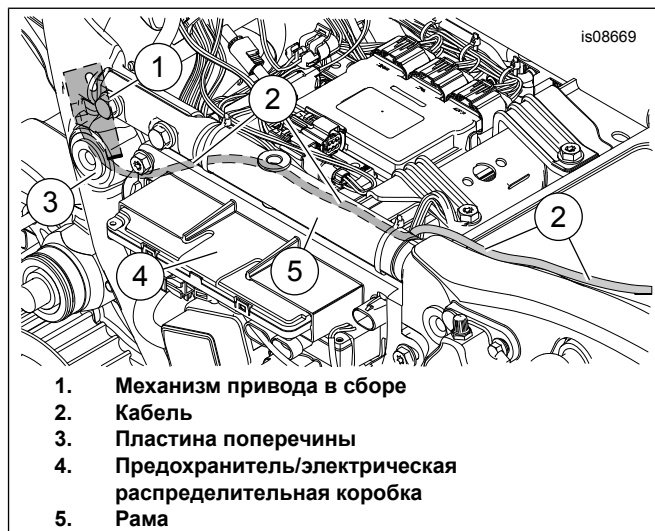 is08669
1
2
3
2
4
5
1. Механизм привода в сборе
2. Кабель
3. Пластина поперечины
4. Предохранитель/электрическая
распределительная коробка
5. Рама